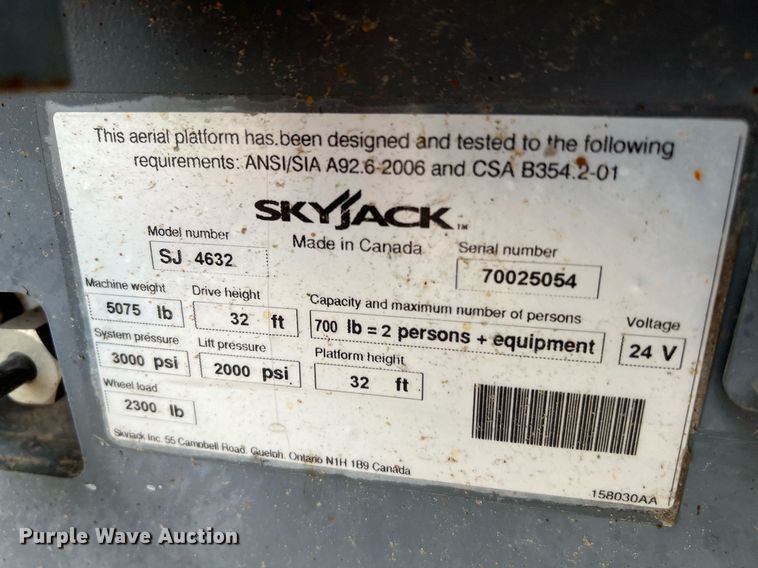 This aerial platform has been designed and tested to the following
requirements: ANSI/SIA A92.6-2006 and CSA B354.2-01
SKYJACK™
Made in Canada
Model number
SJ 4632
Serial number
70025054
Machine weight
5075 lb
Drive height
32 ft
*Capacity and maximum number of persons
700 lb = 2 persons + equipment
Voltage
24 V
System pressure
3000 psi
Lift pressure
2000 psi
Platform height
32 ft
Wheel load
2300 lb
Skyjack Inc. 55 Campbell Road, Guelph, Ontario N1H 1B9 Canada
158030AA
Purple Wave Auction